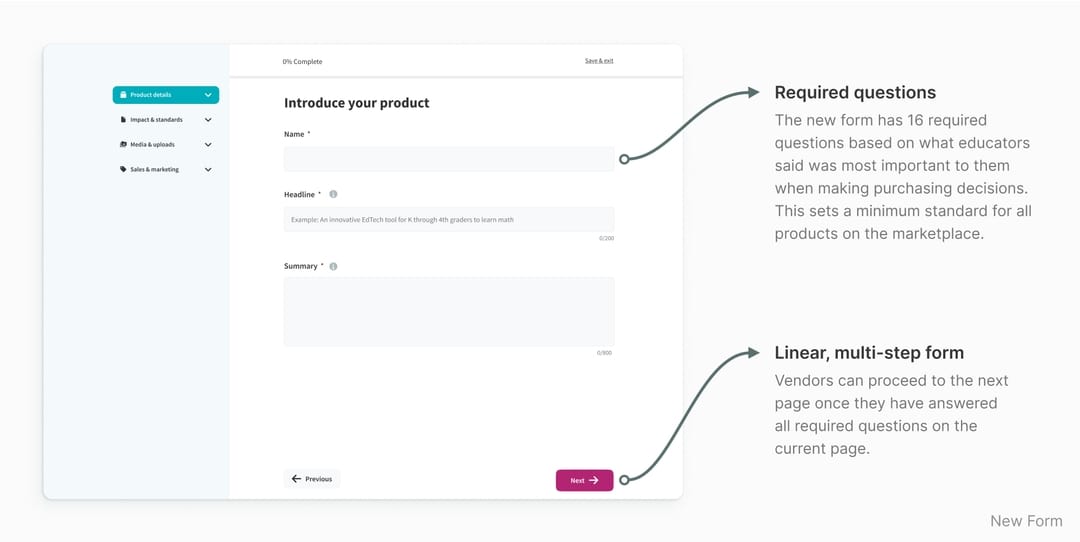 0% Complete
Save & exit
Product details
Impact & standards
Media & uploads
Sales & marketing
Introduce your product
Name *
Headline *
Example: An innovative EdTech tool for K through 4th graders to learn math
0/200
Summary *
0/800
Previous
Next
Required questions
The new form has 16 required
questions based on what educators
said was most important to them
when making purchasing decisions.
This sets a minimum standard for all
products on the marketplace.
Linear, multi-step form
Vendors can proceed to the next
page once they have answered
all required questions on the
current page.
New Form